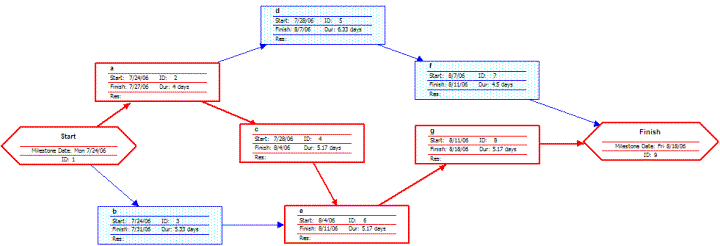 d
Start: 7/28/06 ID: 5
Finish: 8/7/06 Dur: 6.33 days
Res:
a
Start: 7/24/06 ID: 2
Finish: 7/27/06 Dur: 4 days
Res:
f
Start: 8/7/06 ID: 7
Finish: 8/11/06 Dur: 4.5 days
Res:
Start
Milestone Date: Mon 7/24/06
ID: 1
c
Start: 7/28/06 ID: 4
Finish: 8/4/06 Dur: 5.17 days
Res:
g
Start: 8/11/06 ID: 8
Finish: 8/18/06 Dur: 5.17 days
Res:
Finish
Milestone Date: Fri 8/18/06
ID: 9
b
Start: 7/24/06 ID: 3
Finish: 7/31/06 Dur: 5.33 days
Res:
e
Start: 8/4/06 ID: 6
Finish: 8/11/06 Dur: 5.17 days
Res: